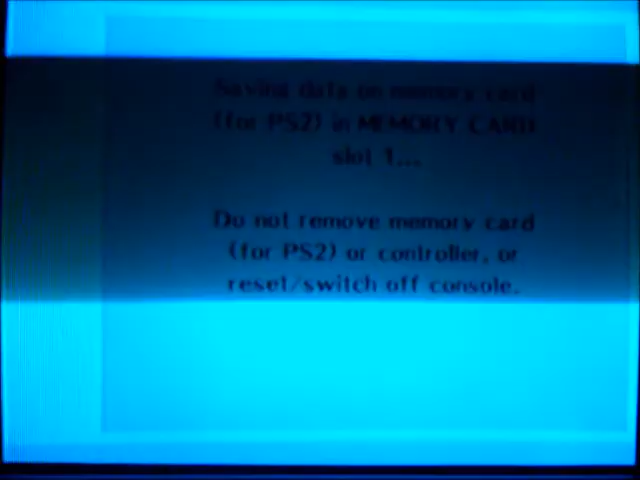 Saving data on memory card
(for PS2) in MEMORY CARD
slot 1...
Do not remove memory card
(for PS2) or controller, or
reset/switch off console.